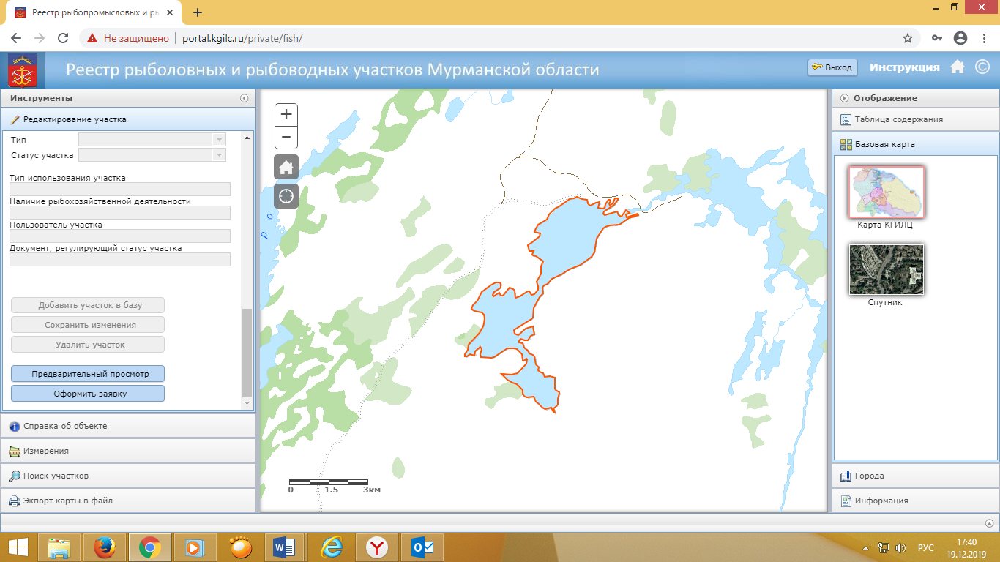 Реестр рыбопромысловых и ры
Не защищено
portal.kgilc.ru/private/fish/
Реестр рыболовных и рыбоводных участков Мурманской области
Выход
Инструкция
©
Инструменты
Редактирование участка
Тип
Статус участка
Тип использования участка
Наличие рыбохозяйственной деятельности
Пользователь участка
Документ, регулирующий статус участка
Добавить участок в базу
Сохранить изменения
Удалить участок
Предварительный просмотр
Оформить заявку
Справка об объекте
Измерения
Поиск участков
Экспорт карты в файл
+
−
р о
0 1.5 3км
Отображение
Таблица содержания
Базовая карта
Карта КГИЛЦ
Спутник
Города
Информация
РУС
17:40
19.12.2019